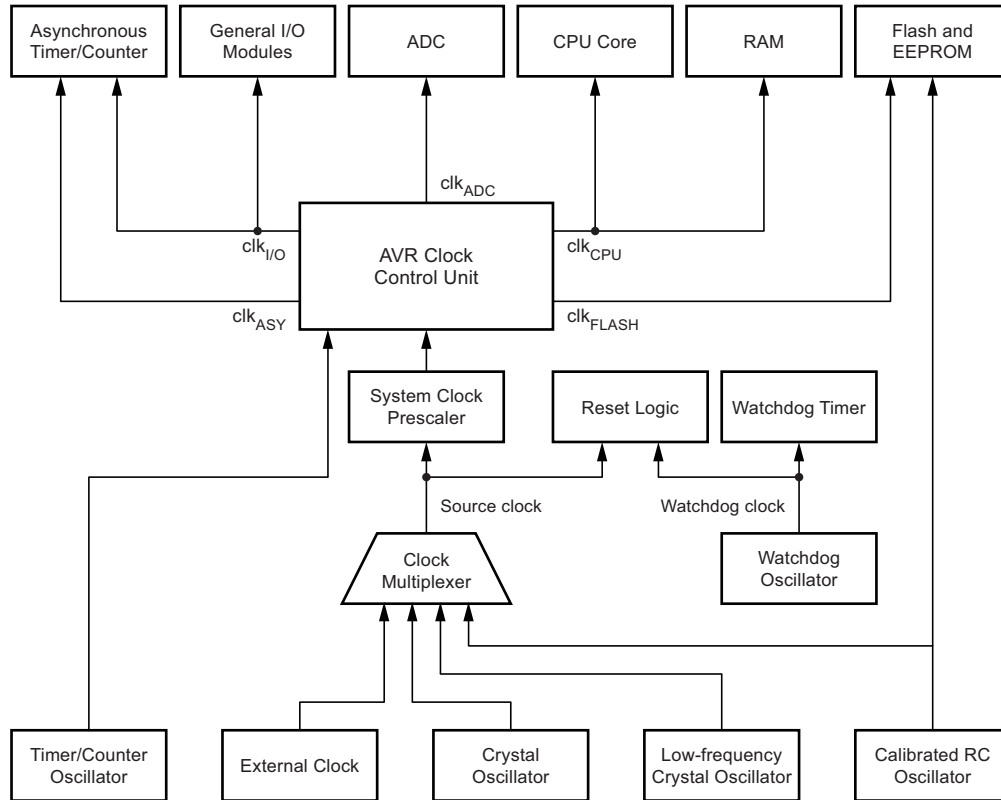 Asynchronous
Timer/Counter
General I/O
Modules
ADC
CPU Core
RAM
Flash and
EEPROM
clkADC
clkI/O
AVR Clock
Control Unit
clkCPU
clkASY
clkFLASH
System Clock
Prescaler
Reset Logic
Watchdog Timer
Source clock
Watchdog clock
Clock
Multiplexer
Watchdog
Oscillator
Timer/Counter
Oscillator
External Clock
Crystal
Oscillator
Low-frequency
Crystal Oscillator
Calibrated RC
Oscillator